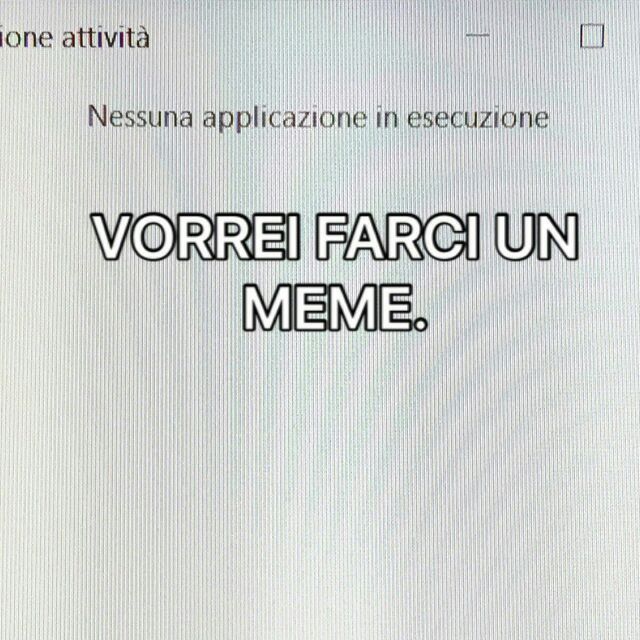 ione attività
Nessuna applicazione in esecuzione
VORREI FARCI UN
MEME.